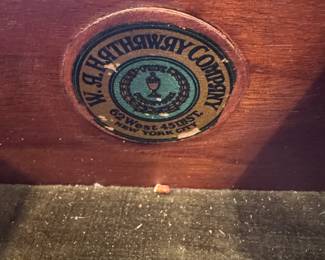 W. A. HATHAWAY COMPANY
62 West 45th St.
NEW YORK CITY